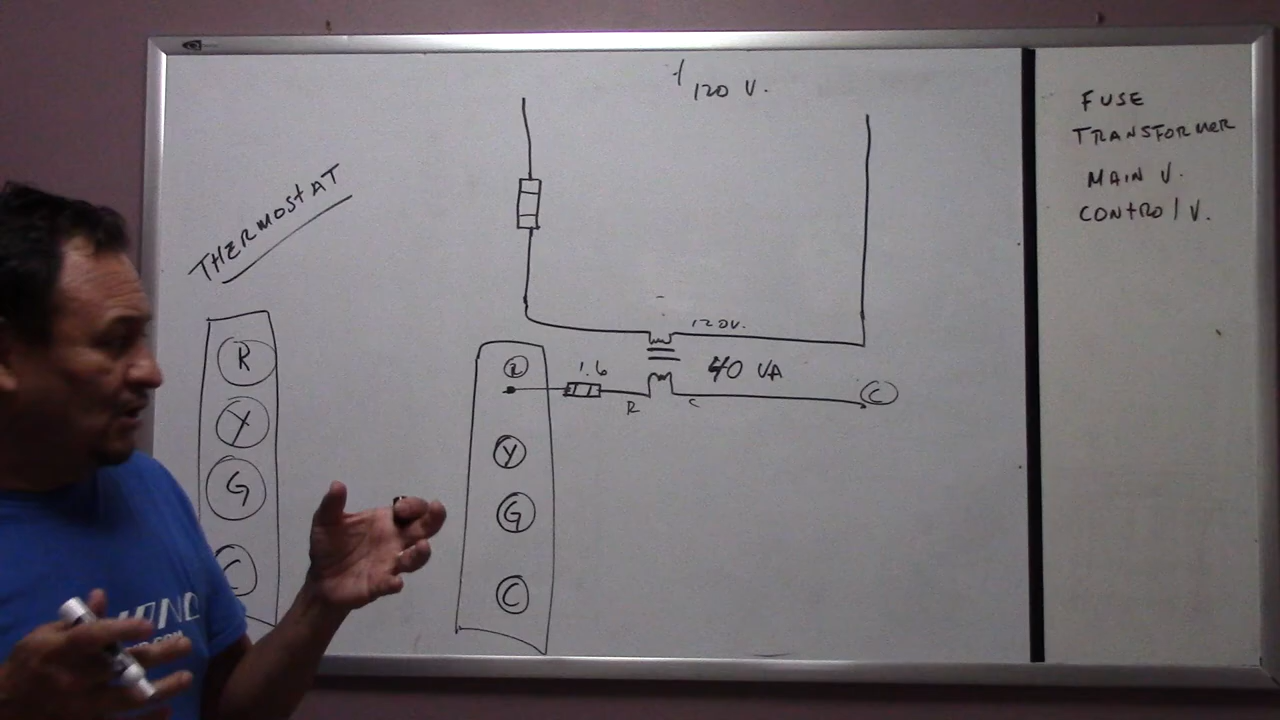 120 V.
THERMOSTAT
R
Y
G
C
120V.
1.6
40 VA
R
C
C
R
Y
G
C
FUSE
TRANSFORMER
MAIN V.
CONTROL V.